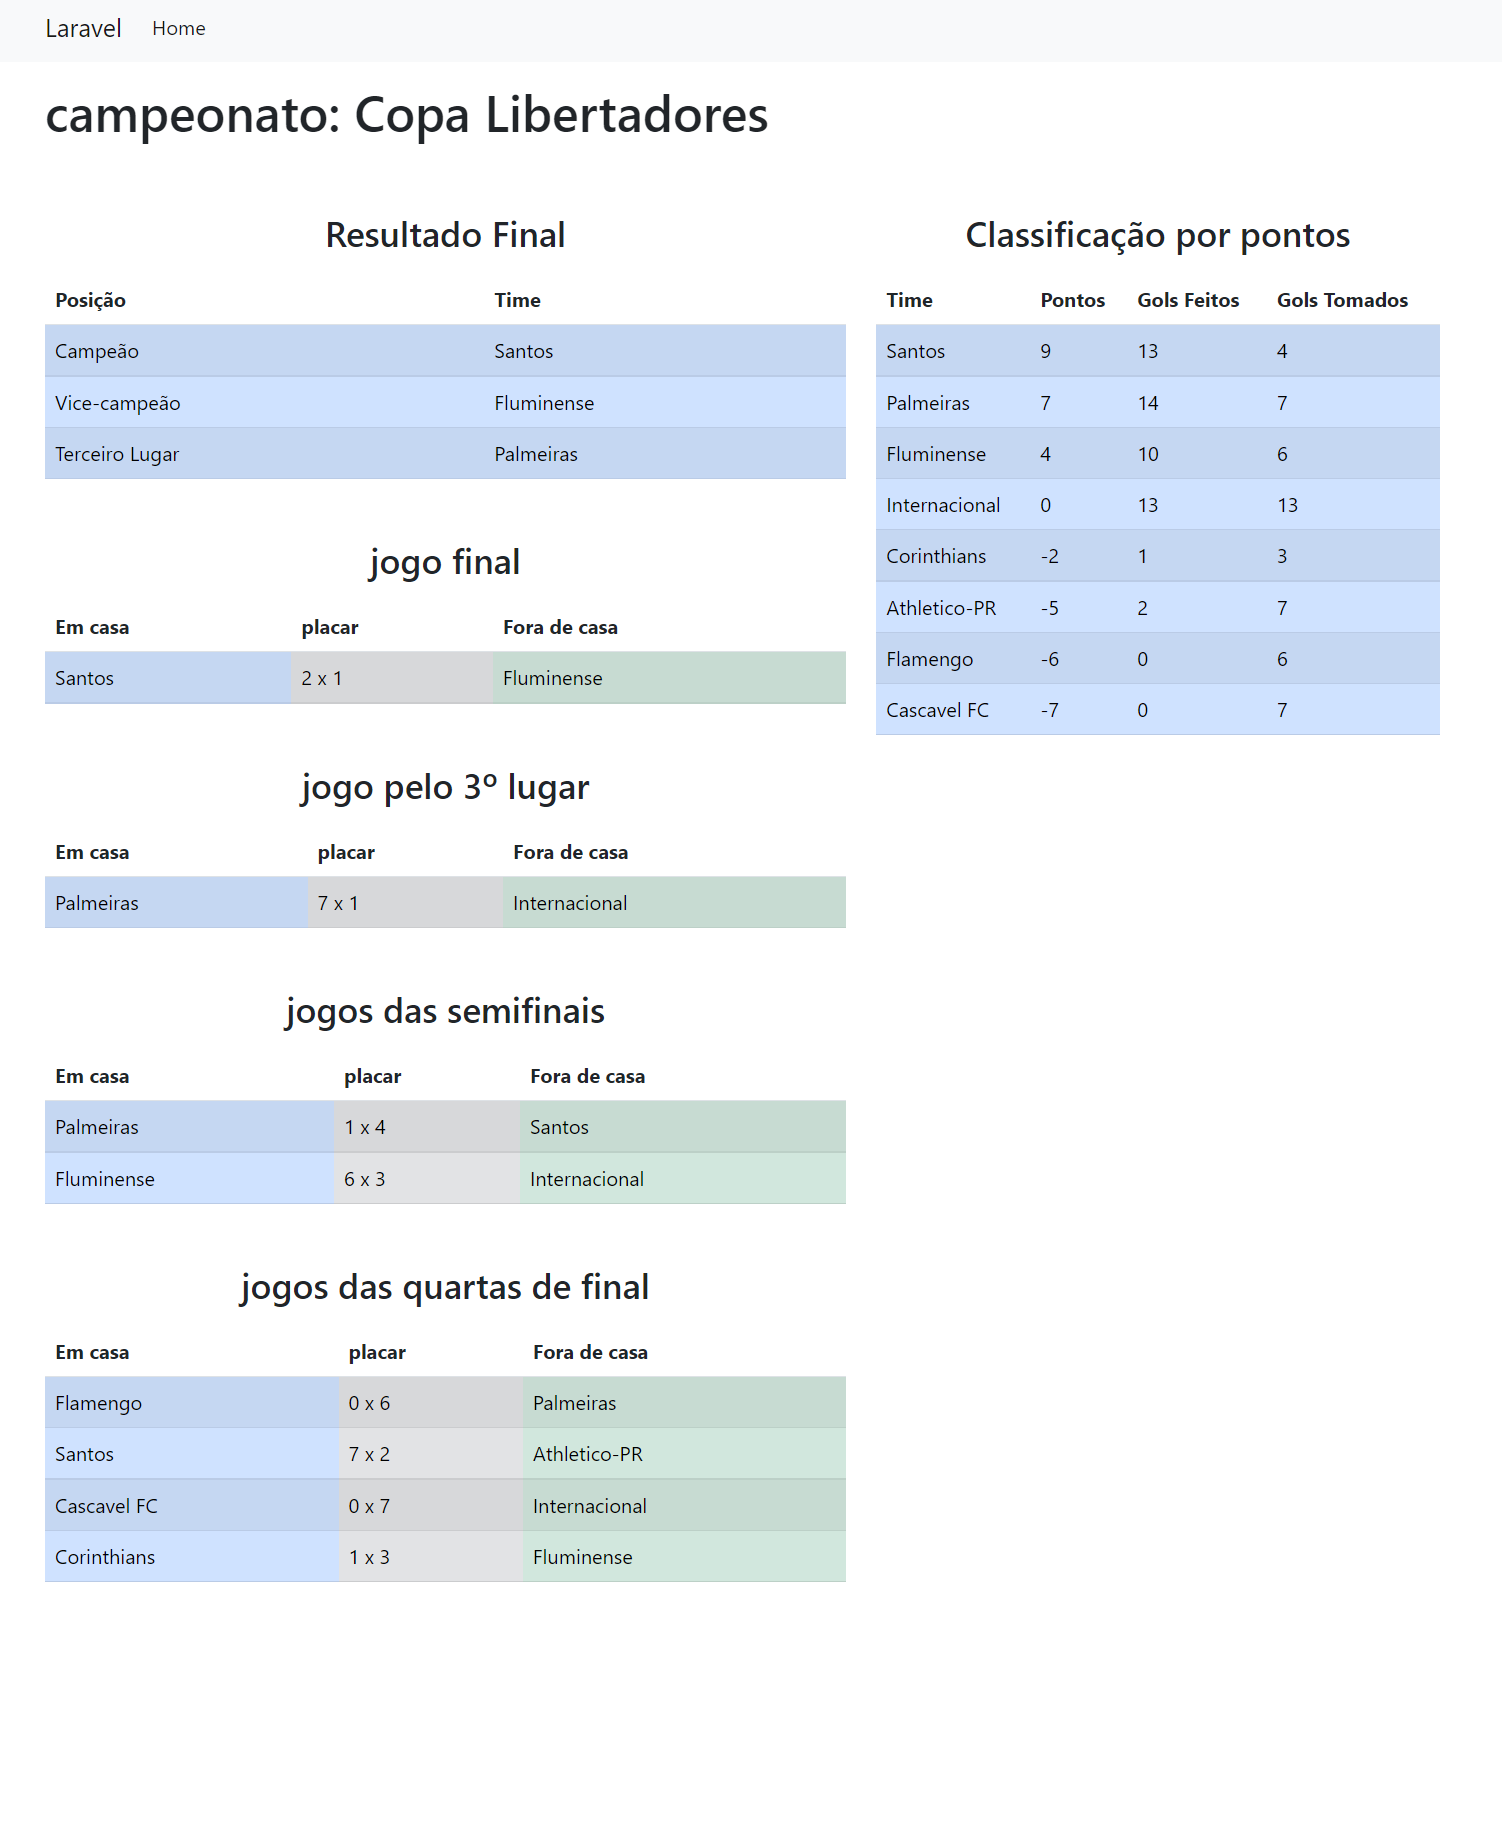 Laravel Home
campeonato: Copa Libertadores
Resultado Final
Posição Time
Campeão Santos
Vice-campeão Fluminense
Terceiro Lugar Palmeiras
jogo final
Em casa placar Fora de casa
Santos 2 x 1 Fluminense
jogo pelo 3º lugar
Em casa placar Fora de casa
Palmeiras 7 x 1 Internacional
jogos das semifinais
Em casa placar Fora de casa
Palmeiras 1 x 4 Santos
Fluminense 6 x 3 Internacional
jogos das quartas de final
Em casa placar Fora de casa
Flamengo 0 x 6 Palmeiras
Santos 7 x 2 Athletico-PR
Cascavel FC 0 x 7 Internacional
Corinthians 1 x 3 Fluminense
Classificação por pontos
Time Pontos Gols Feitos Gols Tomados
Santos 9 13 4
Palmeiras 7 14 7
Fluminense 4 10 6
Internacional 0 13 13
Corinthians -2 1 3
Athletico-PR -5 2 7
Flamengo -6 0 6
Cascavel FC -7 0 7